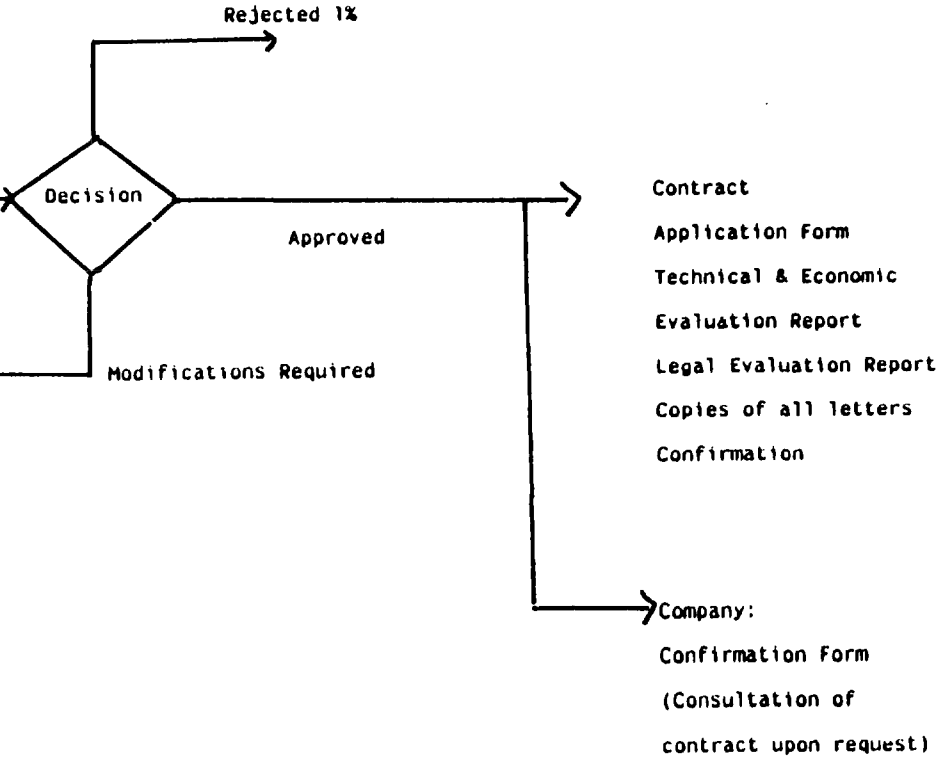 Rejected 1%
Decision
Approved
Modifications Required
Contract
Application Form
Technical & Economic
Evaluation Report
Legal Evaluation Report
Copies of all letters
Confirmation
Company:
Confirmation Form
(Consultation of
contract upon request)